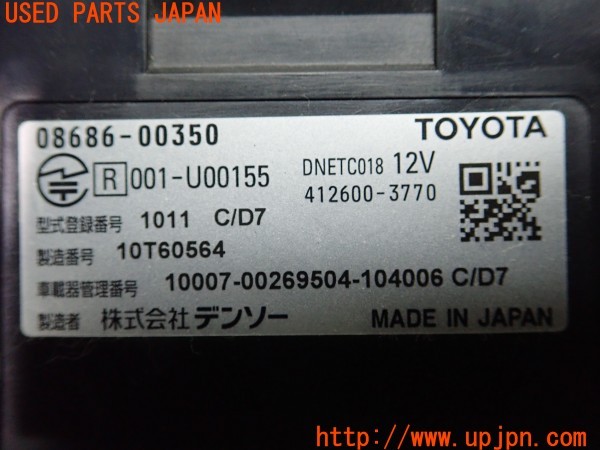 USED PARTS JAPAN
08686-00350 TOYOTA
R 001-U00155 DNETC018 12V
412600-3770
型式登録番号 1011 C/D7
製造番号 10T60564
車載器管理番号 10007-00269504-104006 C/D7
製造者 株式会社 デンソー MADE IN JAPAN
http://www.upjpn.com